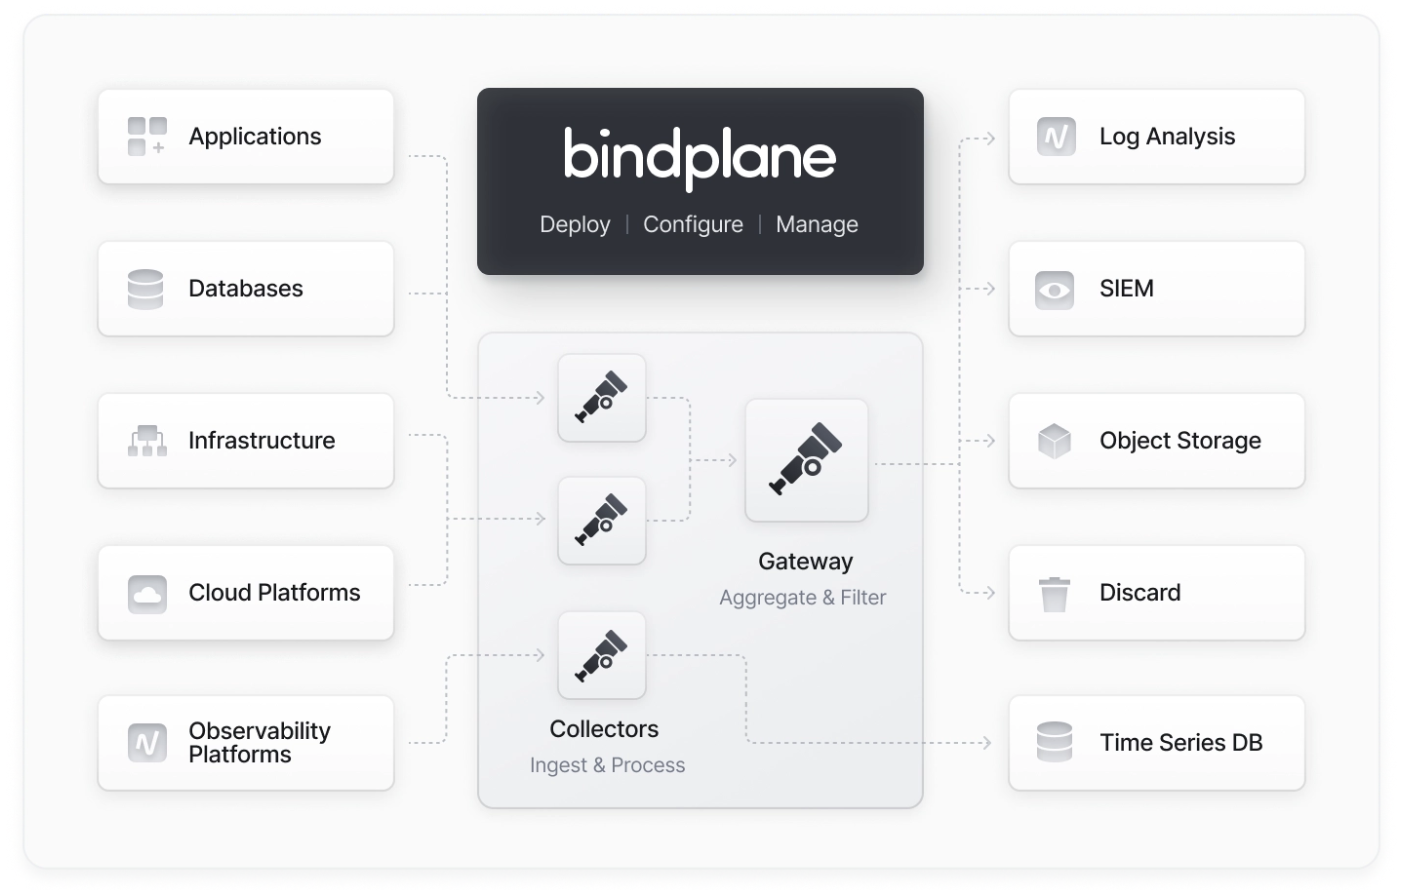 Applications
Databases
Infrastructure
Cloud Platforms
Observability
Platforms
bindplane
Deploy | Configure | Manage
Gateway
Aggregate & Filter
Collectors
Ingest & Process
Log Analysis
SIEM
Object Storage
Discard
Time Series DB